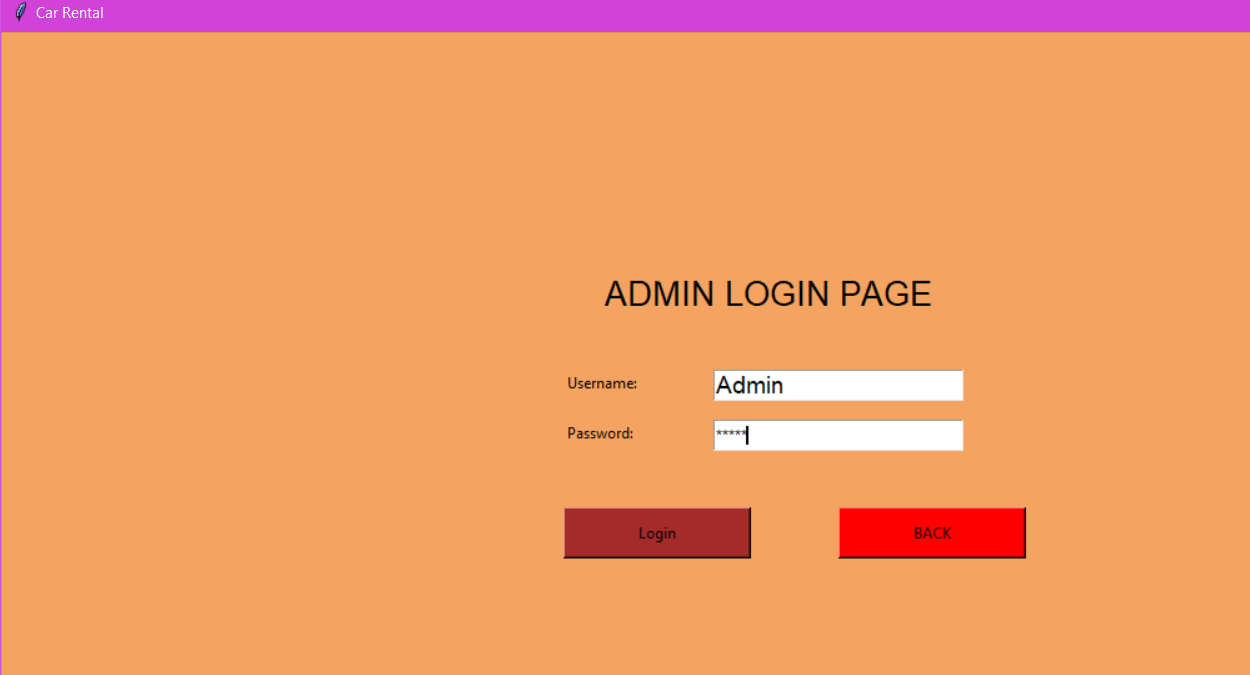 Car Rental
ADMIN LOGIN PAGE
Username: Admin
Password: *****
Login BACK